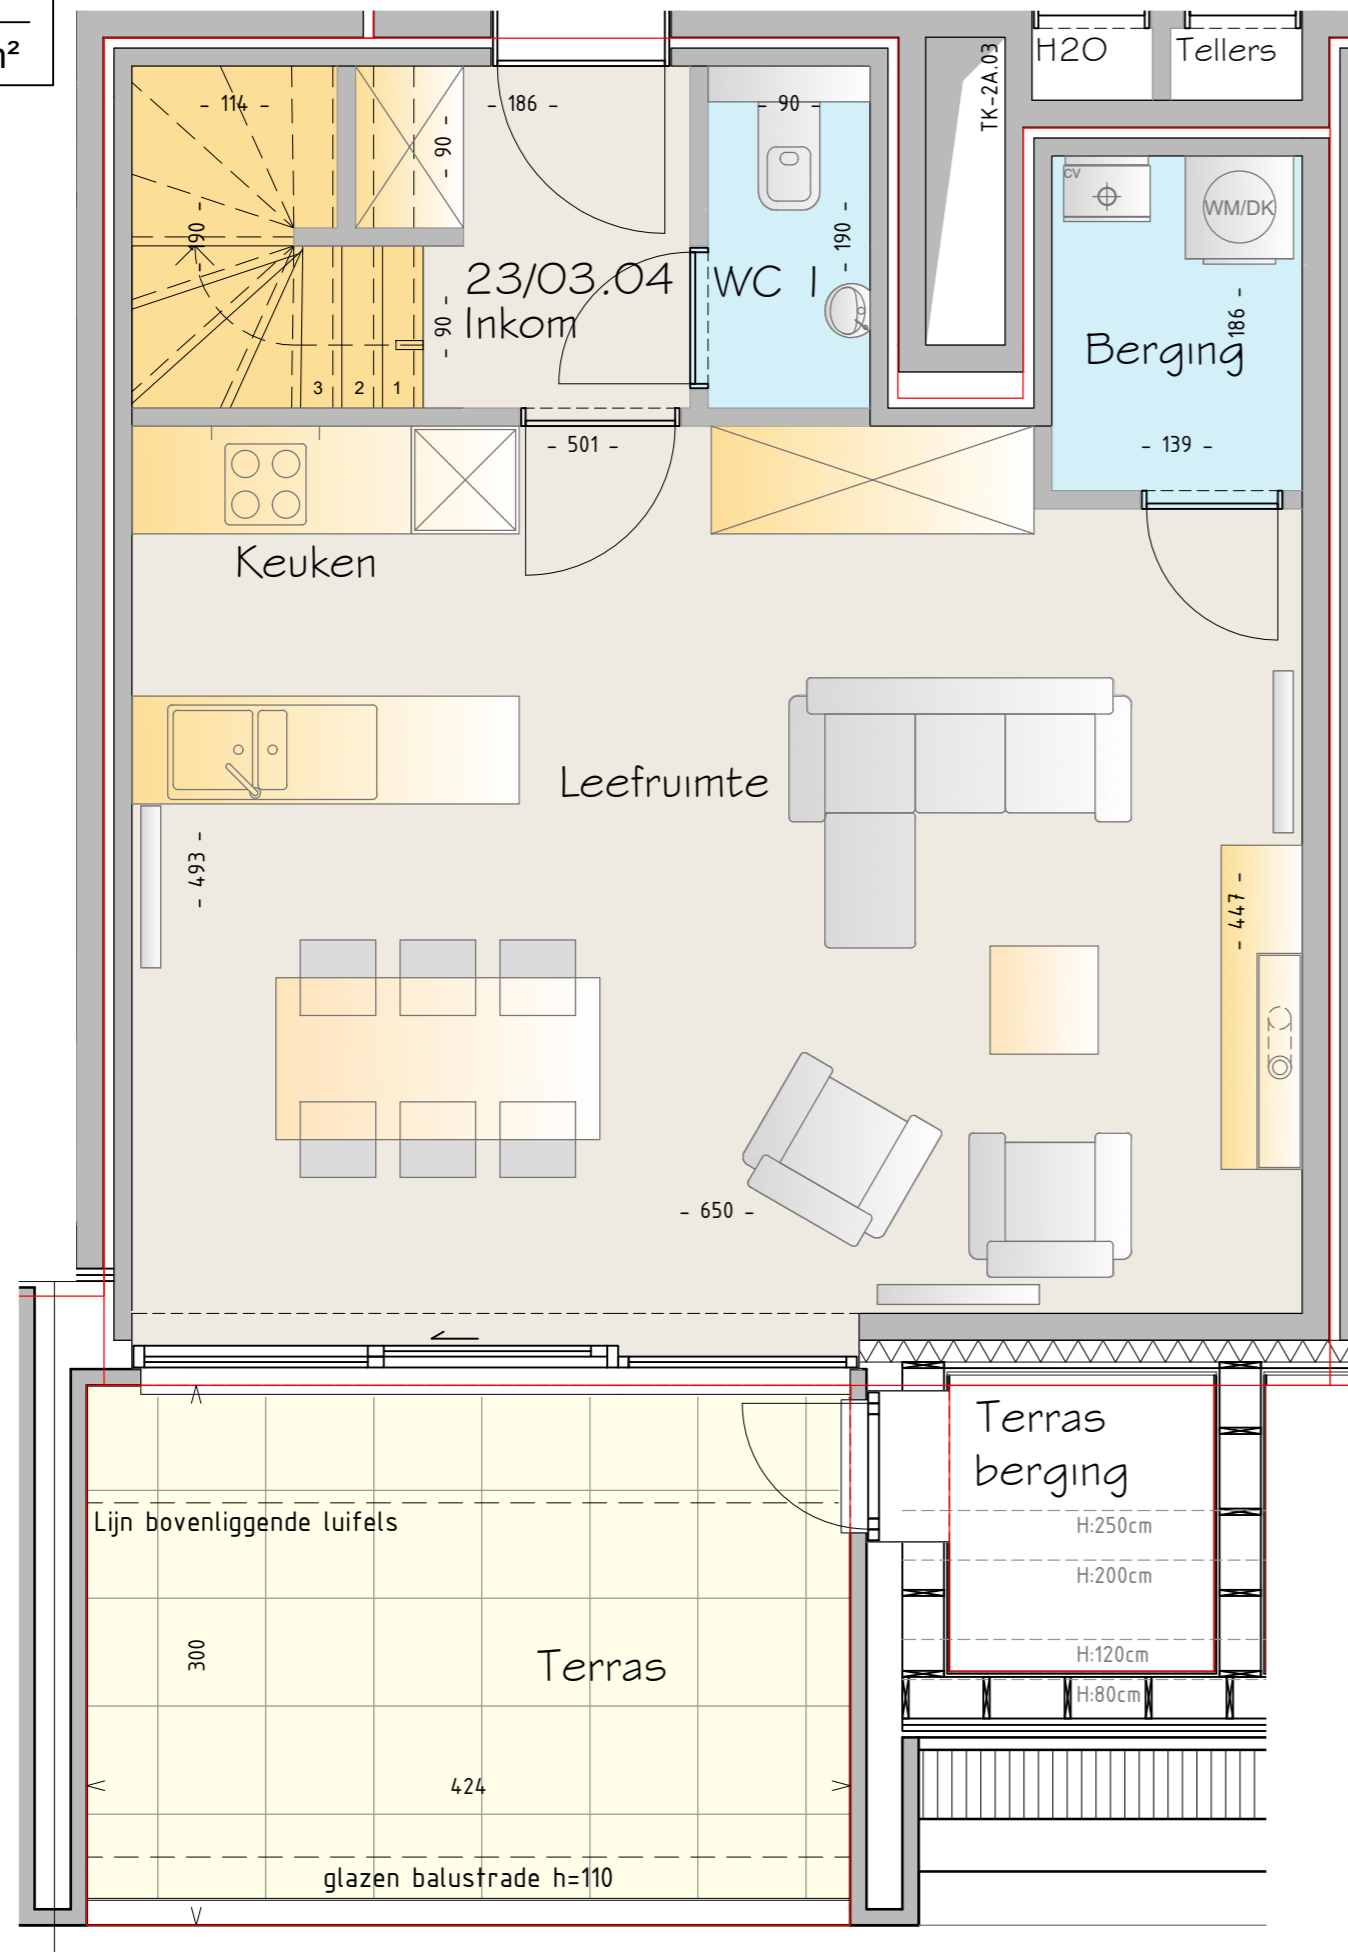 m²
H2O
Tellers
TK-2A.03
- 114 -
- 186 -
- 90 -
- 90 -
- 190 -
- 190 -
CV
WM/DK
23/03.04
Inkom
WC 1
- 90 -
- 186 -
Berging
3 2 1
- 501 -
- 139 -
Keuken
Leefruimte
- 493 -
- 447 -
- 650 -
Terras
berging
Lijn bovenliggende luifels
H:250cm
H:200cm
300
Terras
H:120cm
H:80cm
424
glazen balustrade h=110